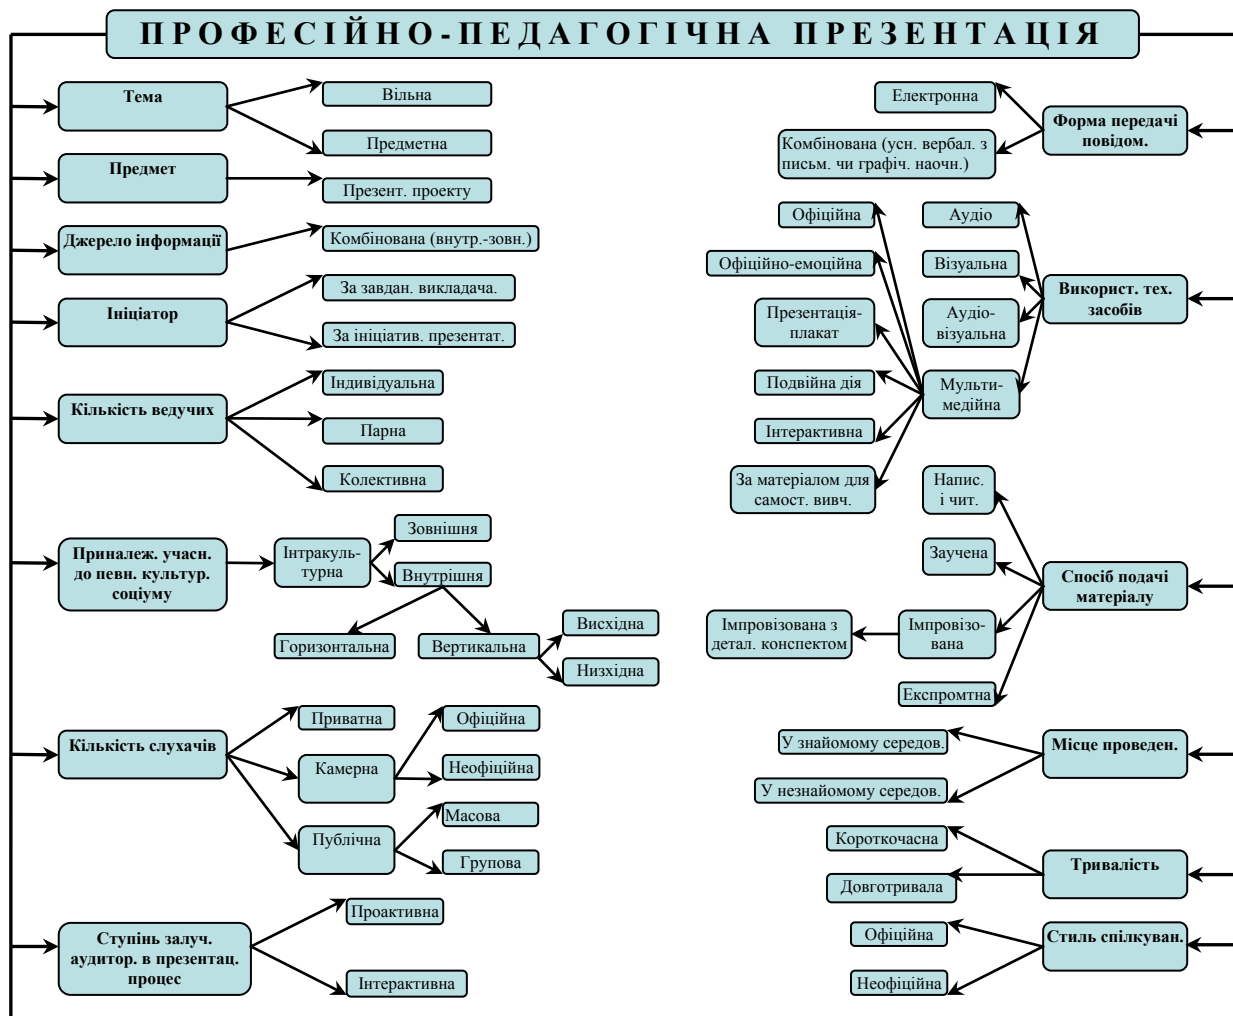 ПРОФЕСІЙНО-ПЕДАГОГІЧНА ПРЕЗЕНТАЦІЯ
Тема
Вільна
Предметна
Предмет
Презент. проекту
Джерело інформації
Комбінована (внутр.-зовн.)
Ініціатор
За завдан. викладача.
За ініціатив. презентат.
Кількість ведучих
Індивідуальна
Парна
Колективна
Приналеж. учасн.
до певн. культур.
соціуму
Інтракуль-
турна
Зовнішня
Внутрішня
Горизонтальна
Вертикальна
Висхідна
Низхідна
Кількість слухачів
Приватна
Камерна
Офіційна
Неофіційна
Публічна
Масова
Групова
Ступінь залуч.
аудитор. в презентац.
процес
Проактивна
Інтерактивна
Форма передачі
повідом.
Електронна
Комбінована (усн. вербал. з
письм. чи графіч. наочн.)
Використ. тех.
засобів
Аудіо
Візуальна
Аудіо-
візуальна
Мульти-
медійна
Офіційна
Офіційно-емоційна
Презентація-
плакат
Подвійна дія
Інтерактивна
За матеріалом для
самост. вивч.
Спосіб подачі
матеріалу
Напис.
і чит.
Заучена
Імпровізо-
вана
Імпровізована з
детал. конспектом
Експромтна
Місце проведен.
У знайомому середов.
У незнайомому середов.
Тривалість
Короткочасна
Довготривала
Стиль спілкуван.
Офіційна
Неофіційна